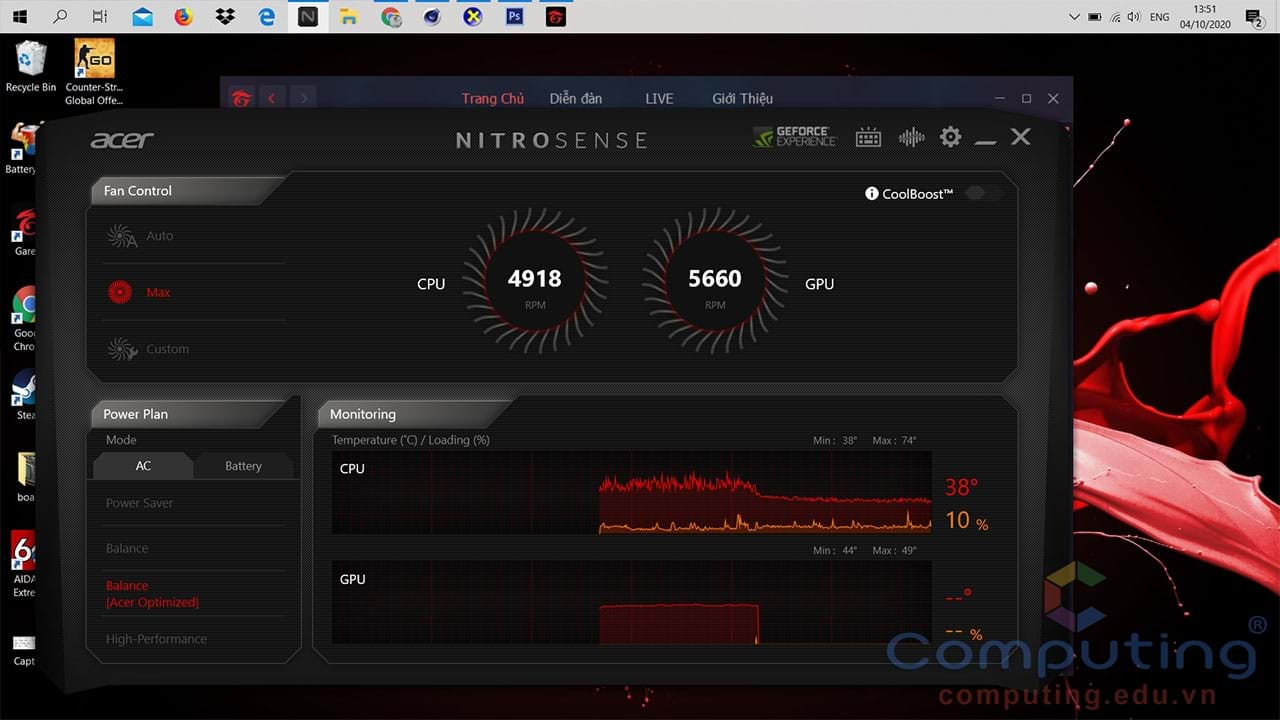 13:51
ENG
04/10/2020
2
Recycle Bin
Counter-Str...
Global Offe...
GO
Trang Chủ
Diễn đàn
LIVE
Giới Thiệu
acer
NITROSENSE
GEFORCE
EXPERIENCE
Battery
Fan Control
CoolBoost™
Auto
Max
Custom
CPU
4918
RPM
5660
RPM
GPU
Gare
Goo
Chro
Stea
boa
AIDA
Extre
Capt
Power Plan
Mode
AC
Battery
Power Saver
Balance
Balance
[Acer Optimized]
High-Performance
Monitoring
Temperature (°C) / Loading (%)
Min : 38° Max : 74°
CPU
38°
10 %
Min : 44° Max : 49°
GPU
--°
-- %
Computing®
computing.edu.vn